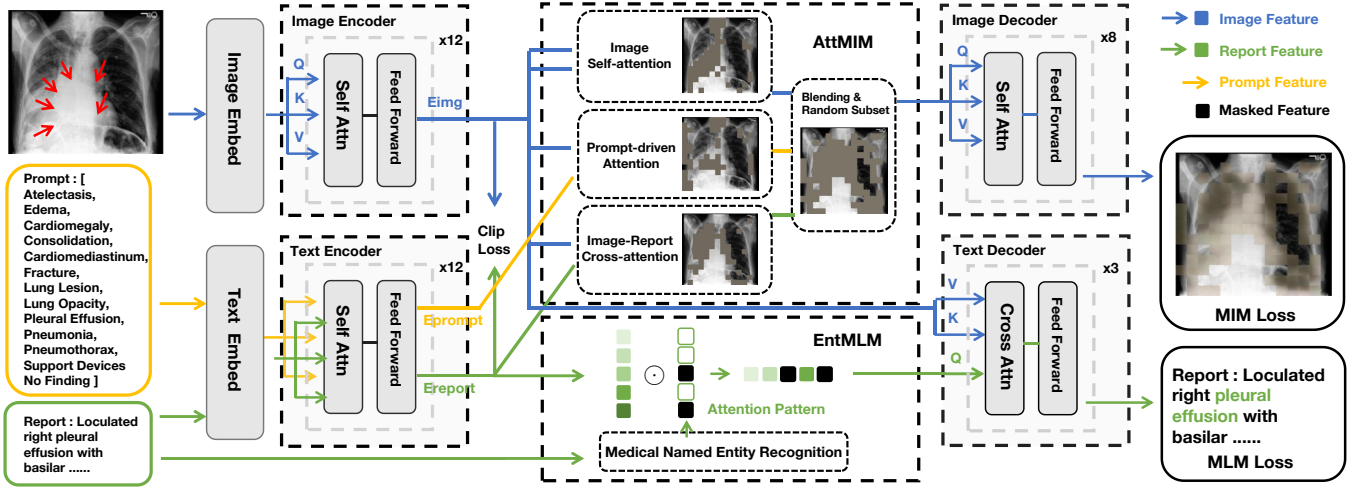 Image Embed
Image Encoder
x12
Q
K
V
Self Attn
Feed Forward
Eimg
Prompt : [
Atelectasis,
Edema,
Cardiomegaly,
Consolidation,
Cardiomediastinum,
Fracture,
Lung Lesion,
Lung Opacity,
Pleural Effusion,
Pneumonia,
Pneumothorax,
Support Devices
No Finding ]
Report : Loculated
right pleural
effusion with
basilar ......
Text Embed
Text Encoder
x12
Self Attn
Feed Forward
Eprompt
Ereport
Clip
Loss
AttMIM
Image
Self-attention
Prompt-driven
Attention
Image-Report
Cross-attention
Blending &
Random Subset
EntMLM
Attention Pattern
Medical Named Entity Recognition
Image Decoder
x8
Q
K
V
Self Attn
Feed Forward
Text Decoder
x3
V
K
Q
Cross Attn
Feed Forward
Image Feature
Report Feature
Prompt Feature
Masked Feature
MIM Loss
Report : Loculated
right pleural
effusion with
basilar ......
MLM Loss